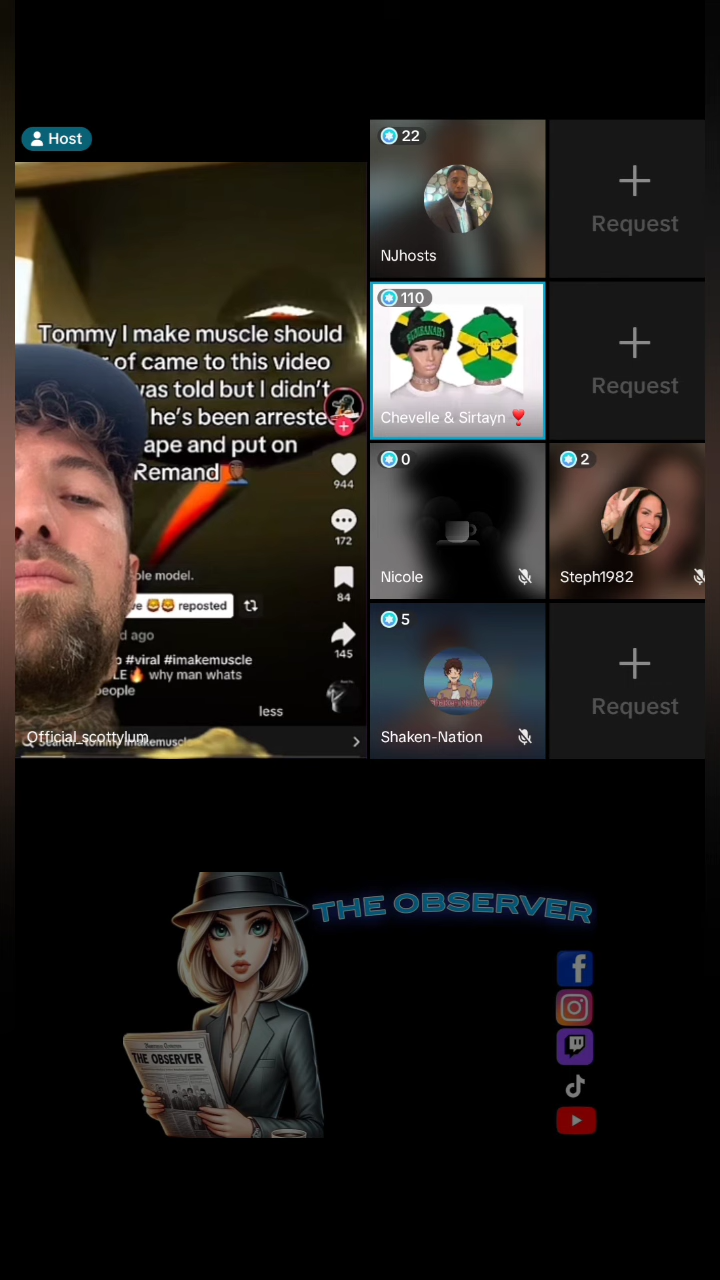 Host
Tommy I make muscle should
of came to this video
was told but I didn't
he's been arreste
ape and put on
Remand
944
172
84
145
ole model.
reposted
d ago
#viral #imakemuscle
LE🔥 why man whats
people
less
Official_scottylum
22
NJhosts
+
Request
110
SP
Chevelle & Sirtayn ❣️
+
Request
0
Nicole
2
Steph1982
5
Shaken-Nation
+
Request
THE OBSERVER
THE OBSERVER